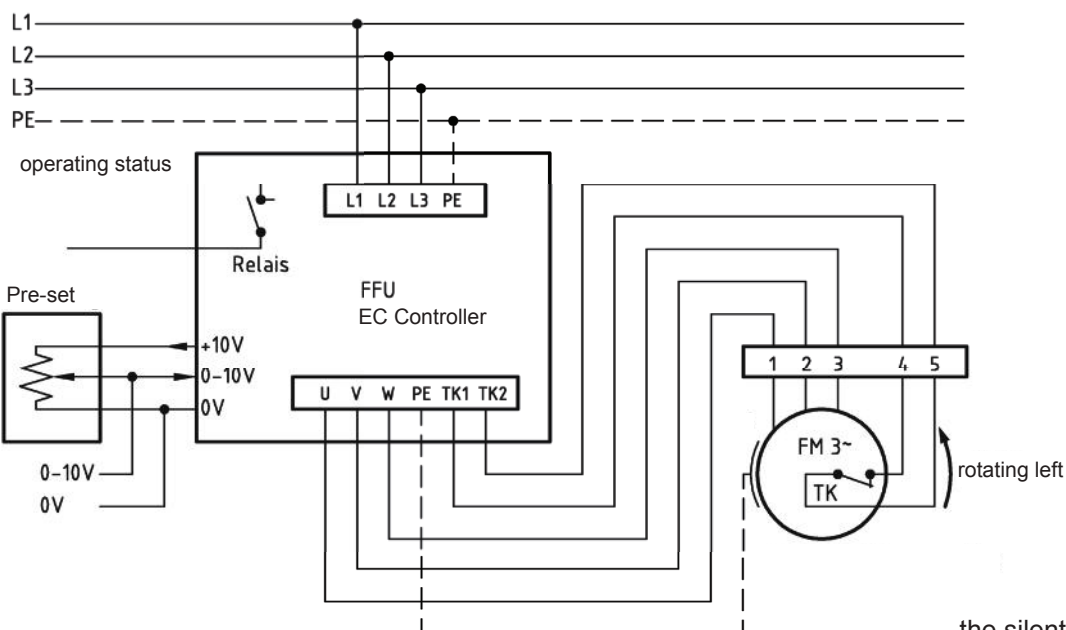 L1
L2
L3
PE
operating status
L1 L2 L3 PE
Relais
Pre-set
FFU
EC Controller
+10V
0-10V
0V
U V W PE TK1 TK2
1 2 3 4 5
FM 3~
TK
rotating left
0-10V
0V
the silent